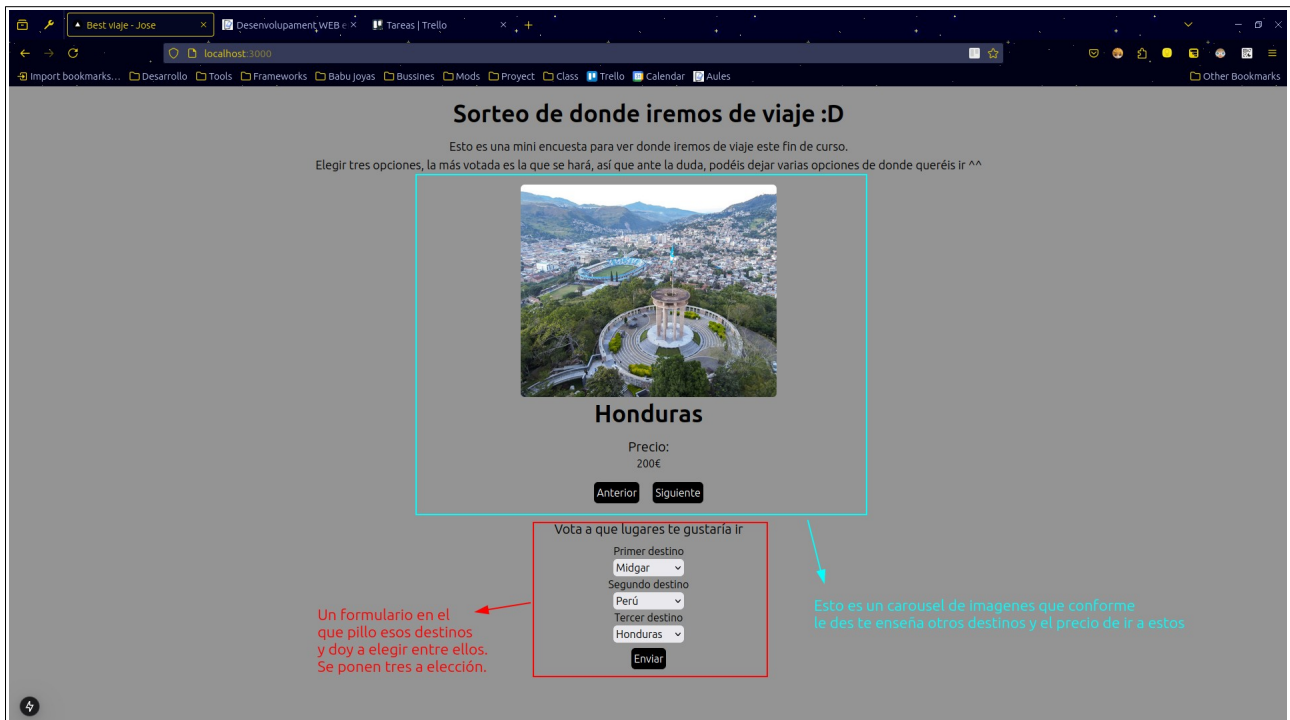 Best viaje - Jose
Desenvolupament WEB e
Tareas | Trello
localhost:3000
Import bookmarks... Desarrollo Tools Frameworks Babu Joyas Bussines Mods Proyect Class Trello Calendar Aules Other Bookmarks
Sorteo de donde iremos de viaje :D
Esto es una mini encuesta para ver donde iremos de viaje este fin de curso.
Elegir tres opciones, la más votada es la que se hará, así que ante la duda, podéis dejar varias opciones de donde queréis ir ^^
Honduras
Precio:
200€
Anterior Siguiente
Vota a que lugares te gustaría ir
Primer destino
Midgar
Segundo destino
Perú
Tercer destino
Honduras
Enviar
Un formulario en el
que pillo esos destinos
y doy a elegir entre ellos.
Se ponen tres a elección.
Esto es un carousel de imagenes que conforme
le des te enseña otros destinos y el precio de ir a estos